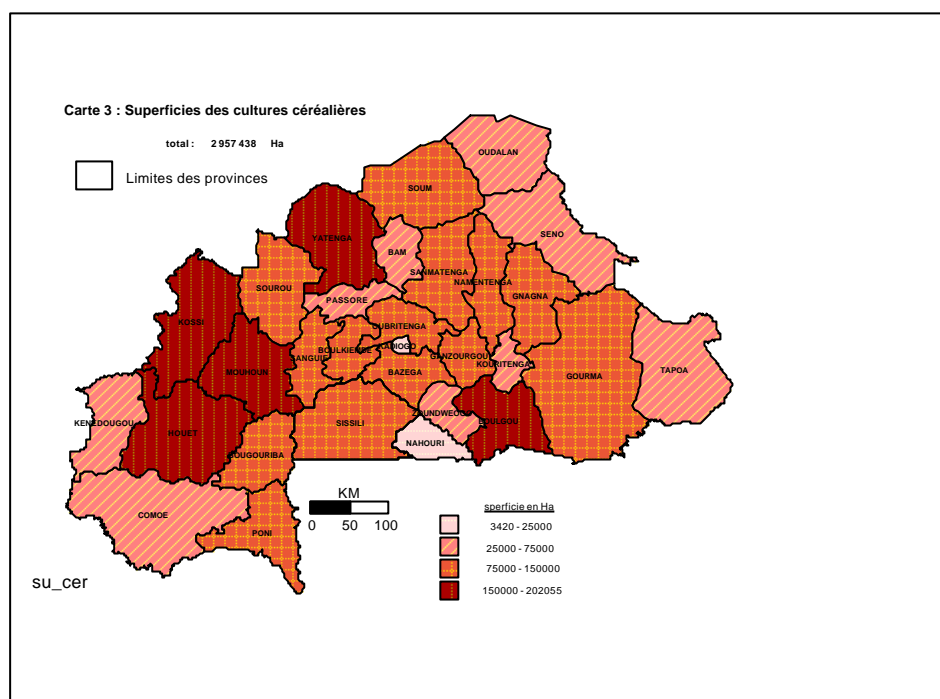 Carte 3 : Superficies des cultures céréalières
total : 2 957 438 Ha
Limites des provinces
OUDALAN
SOUM
SENO
YATENGA
BAM
SANMATENGA
NAMENTENGA
GNAGNA
SOUROU
PASSORE
KOSSI
OUBRITENGA
KADIOGO
SANGUIE
BOULKIEMDE
GANZOURGOU
KOURITENGA
BAZEGA
MOUHOUN
GOURMA
TAPOA
KENEDOUGOU
ZOUNDWEOGO
BOULGOU
SISSILI
HOUET
NAHOURI
BOUGOURIBA
COMOE
PONI
KM
0 50 100
sperficie en Ha
3420 - 25000
25000 - 75000
75000 - 150000
150000 - 202055
su_cer